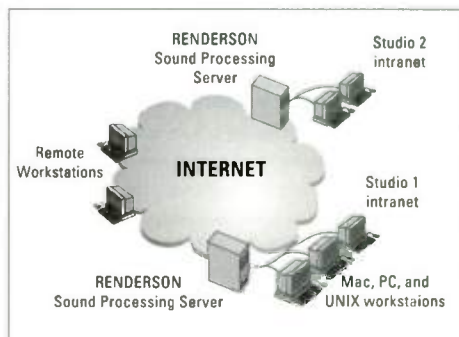 RENDERSON
Sound Processing
Server
Studio 2
intranet
Remote
Workstations
INTERNET
Studio 1
intranet
RENDERSON
Sound Processing Server
Mac, PC, and
UNIX workstaions